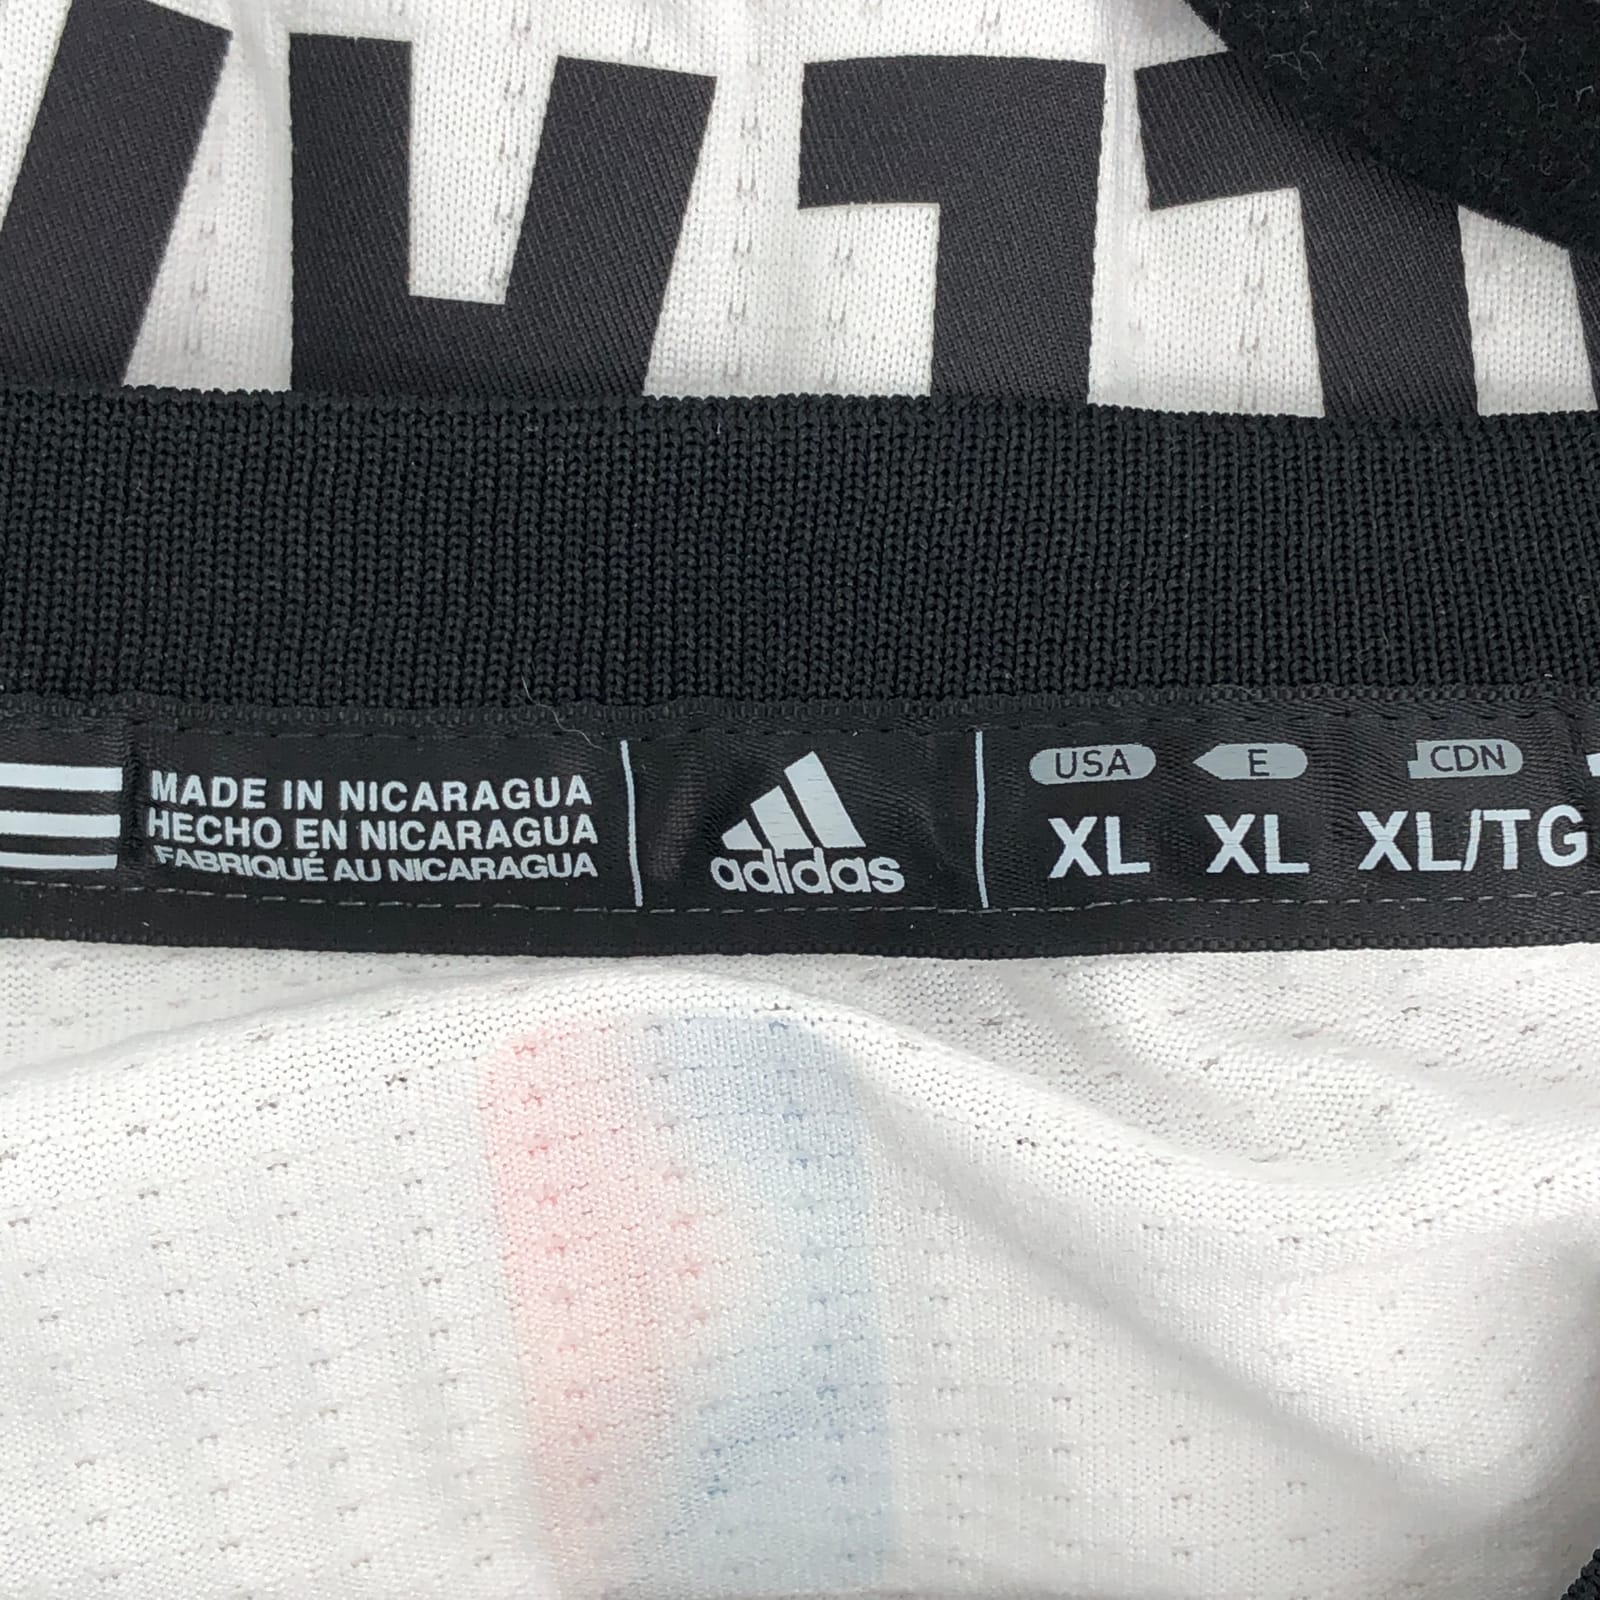 MADE IN NICARAGUA
HECHO EN NICARAGUA
FABRIQUÉ AU NICARAGUA
adidas
USA E CDN
XL XL XL/TG